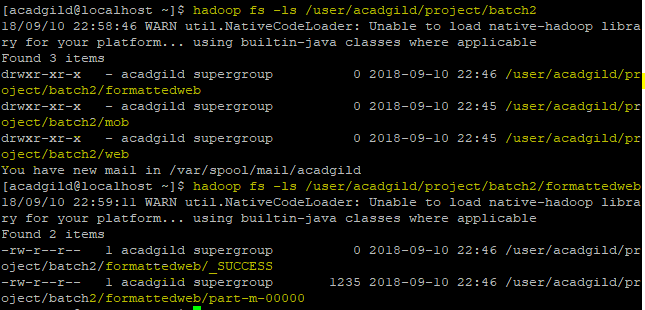 [acadgild@localhost ~]$ hadoop fs -ls /user/acadgild/project/batch2
18/09/10 22:58:46 WARN util.NativeCodeLoader: Unable to load native-hadoop libra
ry for your platform... using builtin-java classes where applicable
Found 3 items
drwxr-xr-x   - acadgild supergroup          0 2018-09-10 22:46 /user/acadgild/pr
oject/batch2/formattedweb
drwxr-xr-x   - acadgild supergroup          0 2018-09-10 22:45 /user/acadgild/pr
oject/batch2/mob
drwxr-xr-x   - acadgild supergroup          0 2018-09-10 22:45 /user/acadgild/pr
oject/batch2/web
You have new mail in /var/spool/mail/acadgild
[acadgild@localhost ~]$ hadoop fs -ls /user/acadgild/project/batch2/formattedweb
18/09/10 22:59:11 WARN util.NativeCodeLoader: Unable to load native-hadoop libra
ry for your platform... using builtin-java classes where applicable
Found 2 items
-rw-r--r--   1 acadgild supergroup          0 2018-09-10 22:46 /user/acadgild/pr
oject/batch2/formattedweb/_SUCCESS
-rw-r--r--   1 acadgild supergroup       1235 2018-09-10 22:46 /user/acadgild/pr
oject/batch2/formattedweb/part-m-00000